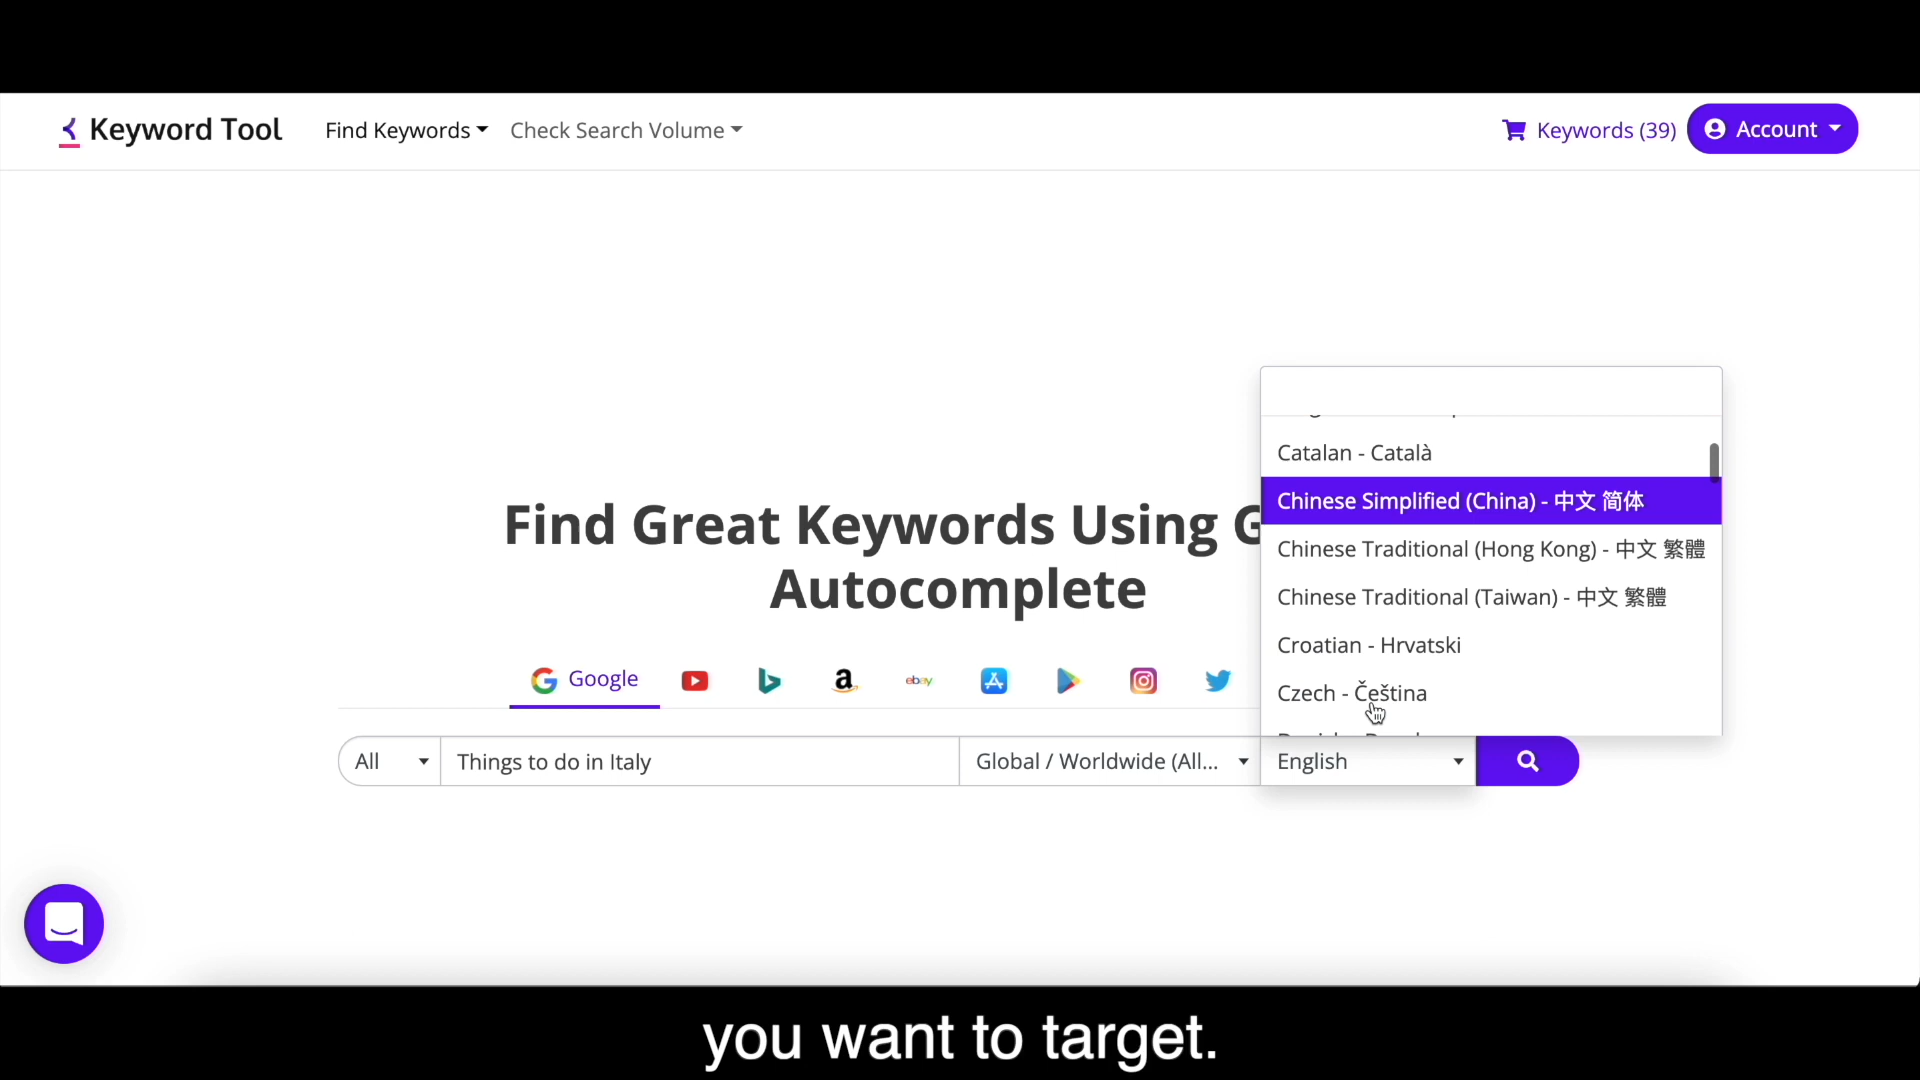 Keyword Tool
Find Keywords
Check Search Volume
Keywords (39)
Account
Find Great Keywords Using G
Autocomplete
Google
ebay
Catalan - Català
Chinese Simplified (China) - 中文 简体
Chinese Traditional (Hong Kong) - 中文 繁體
Chinese Traditional (Taiwan) - 中文 繁體
Croatian - Hrvatski
Czech - Čeština
All
Things to do in Italy
Global / Worldwide (All...
English
you want to target.